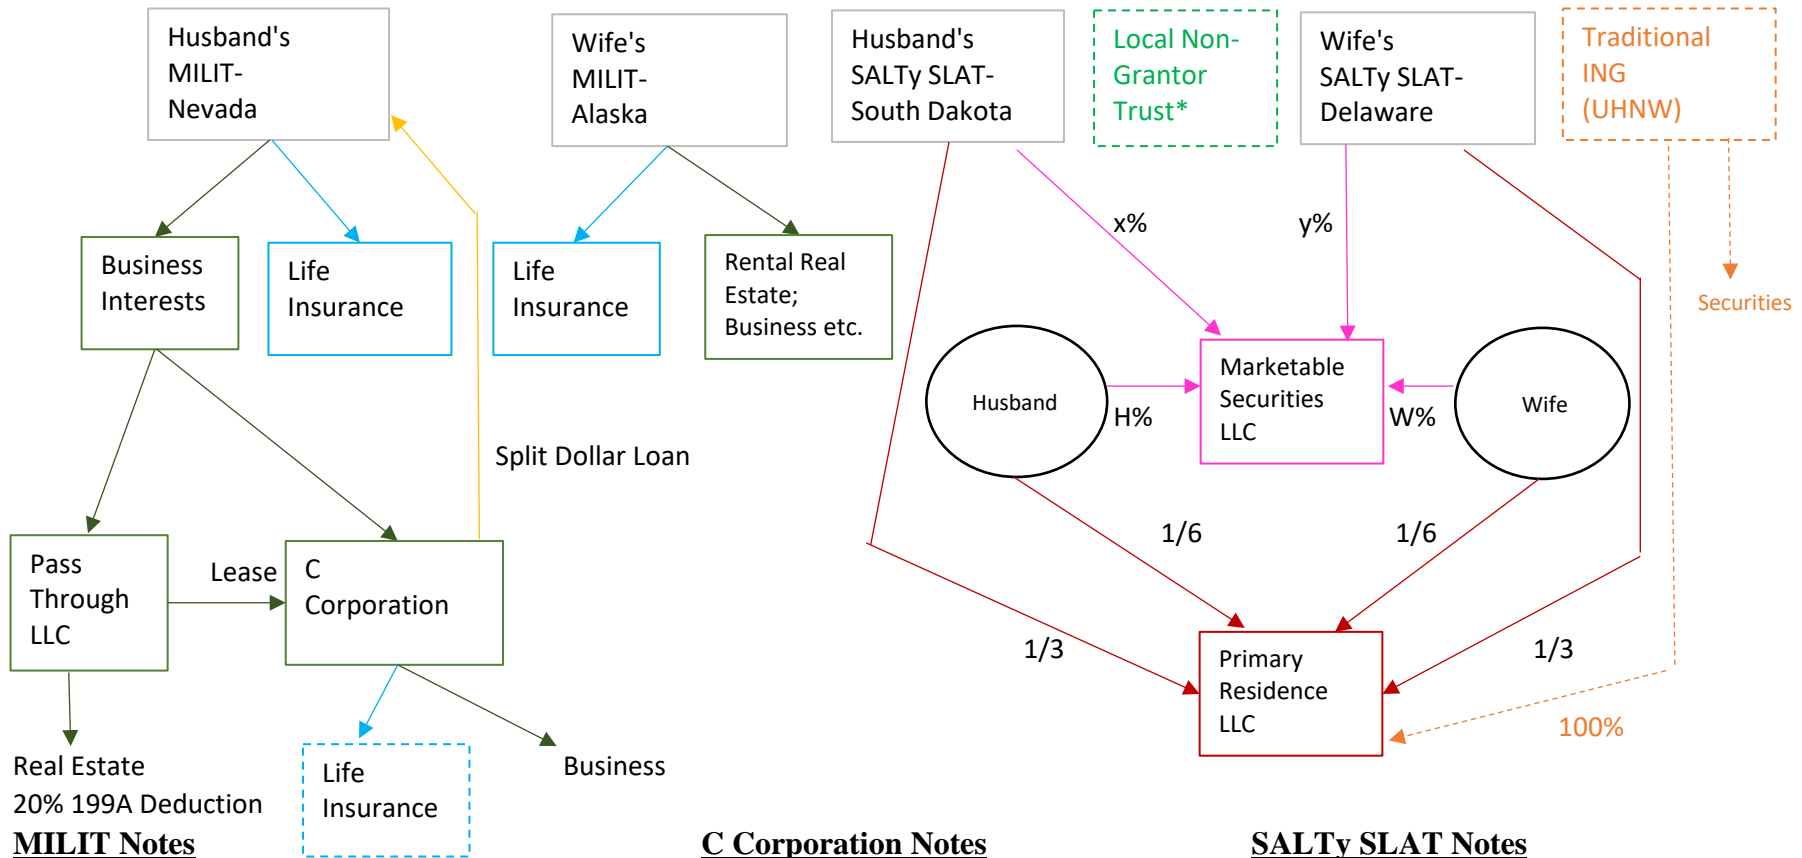 Husband's
MILIT-
Nevada
Wife's
MILIT-
Alaska
Husband's
SALTy SLAT-
South Dakota
Local Non-
Grantor
Trust*
Wife's
SALTy SLAT-
Delaware
Traditional
ING
(UHNW)
Business
Interests
Life
Insurance
Life
Insurance
Rental Real
Estate;
Business etc.
x%
y%
Securities
Husband
H%
Marketable
Securities
LLC
W%
Wife
Split Dollar Loan
Pass
Through
LLC
Lease
C
Corporation
1/6
1/6
1/3
Primary
Residence
LLC
1/3
100%
Real Estate
20% 199A Deduction
Life
Insurance
Business
MILIT Notes
C Corporation Notes
SALTy SLAT Notes